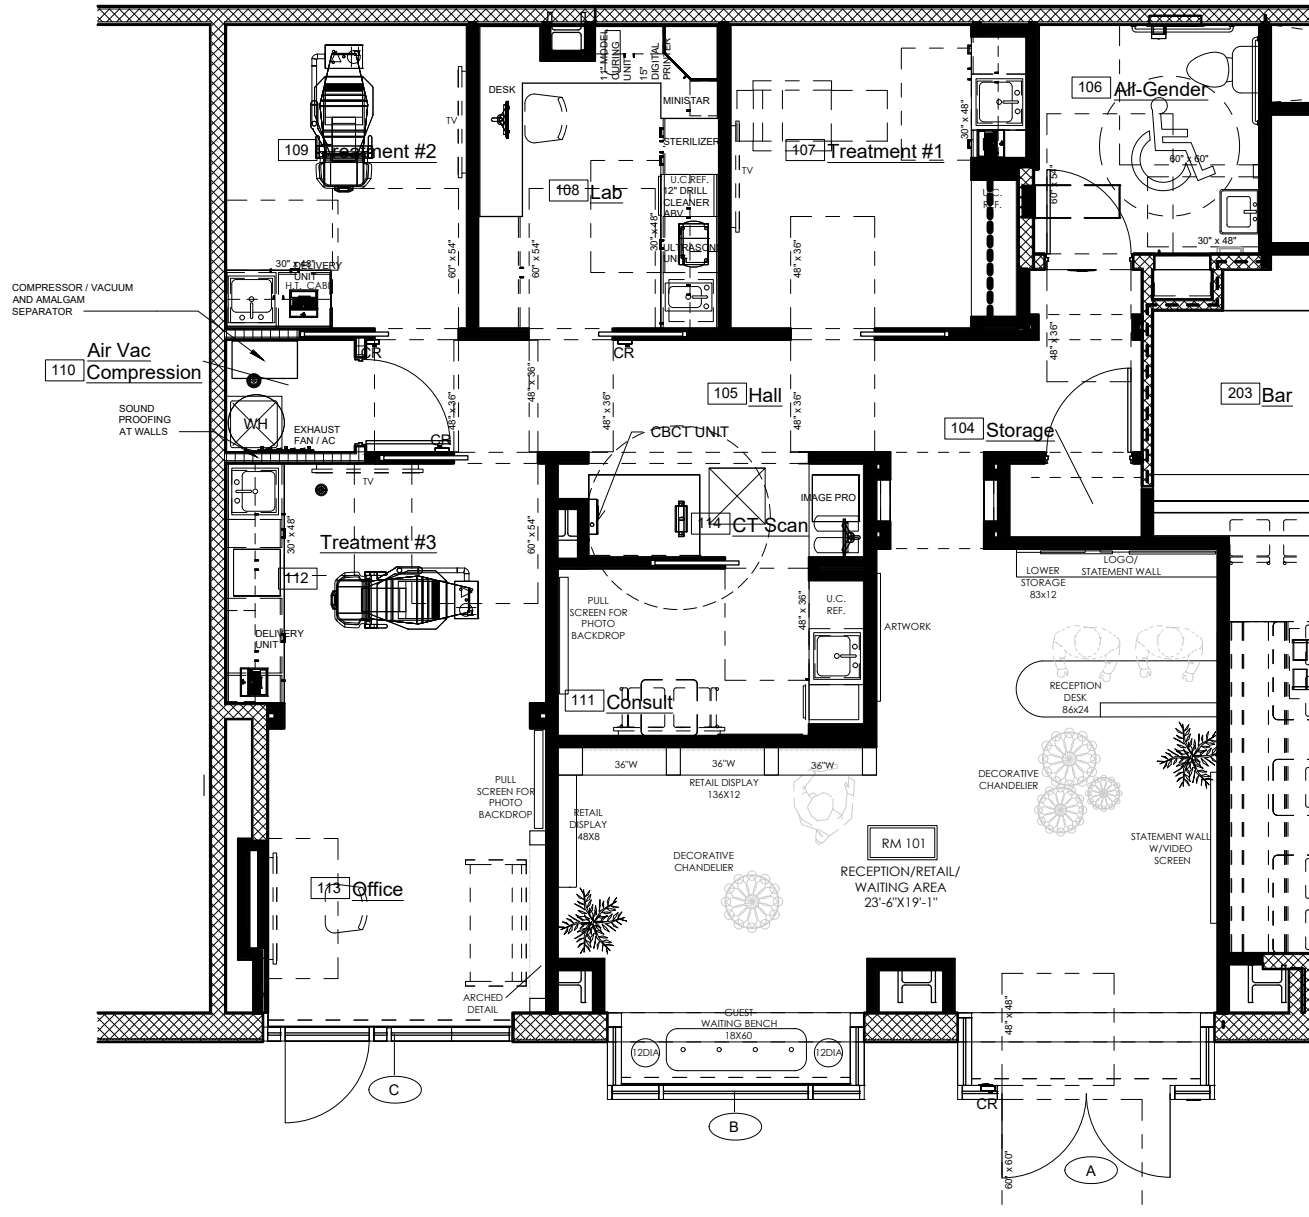 11" MODEL
CURING
UNIT
15"
DIGITAL
PRINTER
DESK
MINISTAR
STERILIZER
U.C.REF.
12" DRILL
CLEANER
ABV
ULTRASONIC
UNIT
30" x 48"
TV
109 Treatment #2
108 Lab
107 Treatment #1
TV
30" x 48"
U.C.
REF.
106 All-Gender
60" x 60"
60" x 54"
30" x 48"
30" x 48"
DELIVERY
UNIT
H.T. CABI
60" x 54"
60" x 54"
48" x 36"
48" x 36"
COMPRESSOR / VACUUM
AND AMALGAM
SEPARATOR
Air Vac
110 Compression
SOUND
PROOFING
AT WALLS
WH
EXHAUST
FAN / AC
CR
CR
CR
48" x 36"
48" x 36"
48" x 36"
48" x 36"
105 Hall
104 Storage
203 Bar
CBCT UNIT
TV
30" x 48"
60" x 54"
Treatment #3
112
DELIVERY
UNIT
IMAGE PRO
114 CT Scan
PULL
SCREEN FOR
PHOTO
BACKDROP
48" x 36"
U.C.
REF.
111 Consult
ARTWORK
LOWER
STORAGE
83x12
LOGO/
STATEMENT WALL
RECEPTION
DESK
86x24
36"W
36"W
36"W
RETAIL DISPLAY
136X12
RETAIL
DISPLAY
48X8
PULL
SCREEN FOR
PHOTO
BACKDROP
DECORATIVE
CHANDELIER
DECORATIVE
CHANDELIER
STATEMENT WALL
W/VIDEO
SCREEN
RM 101
RECEPTION/RETAIL/
WAITING AREA
23'-6"X19'-1"
113 Office
ARCHED
DETAIL
GUEST
WAITING BENCH
18X60
12DIA
12DIA
48" x 48"
CR
60" x 60"
C
B
A